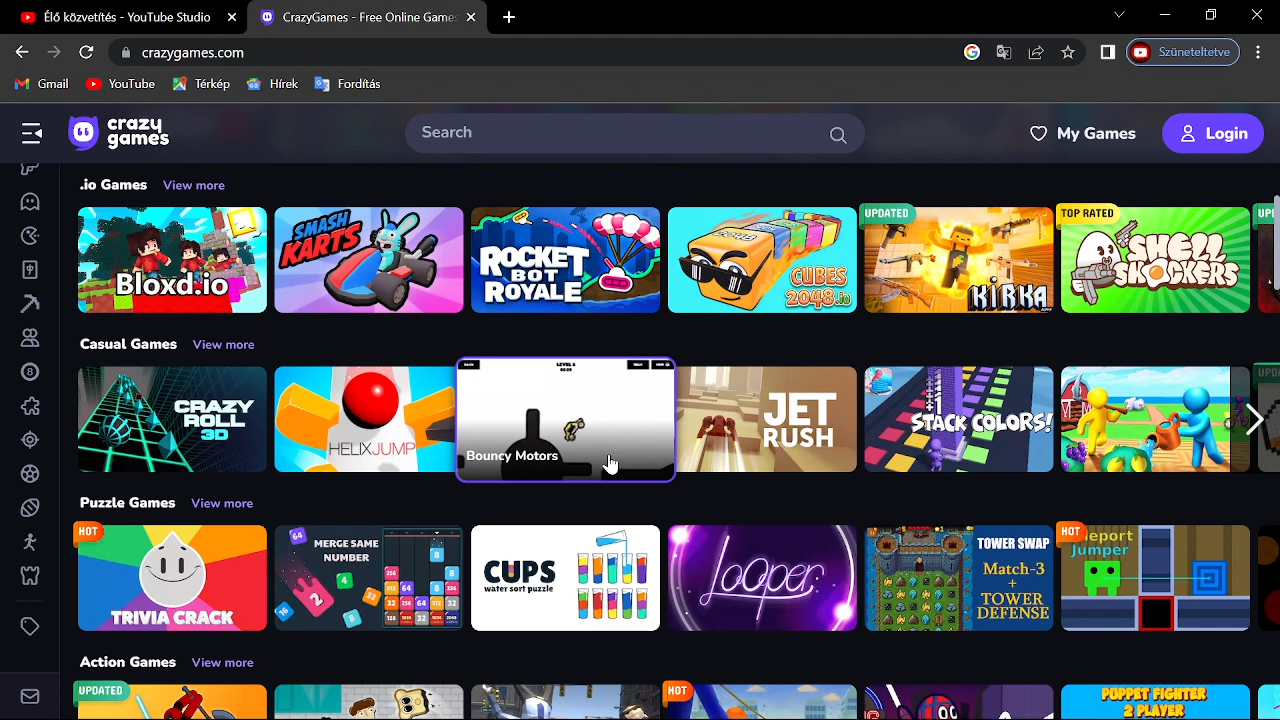 Élő közvetítés - YouTube Studio
CrazyGames - Free Online Game
crazygames.com
Szüneteltetve
Gmail YouTube Térkép Hírek Fordítás
crazy
games
Search
My Games
Login
.io Games View more
Bloxd.io
SMASH
KARTS
ROCKET
BOT
ROYALE
CUBES
2048.io
UPDATED
KIRKA
TOP RATED
SHELL
SHOCKERS
Casual Games View more
CRAZY
ROLL
3D
HELIX JUMP
LEVEL 6
Bouncy Motors
JET
RUSH
STACK COLORS!
Puzzle Games View more
HOT
TRIVIA CRACK
MERGE SHO
NUMBER
CUPS
water sort puzzle
Looper
TOWER SWAP
Match-3
+
TOWER
DEFENSE
HOT
eleport
Jumper
Action Games View more
UPDATED
HOT
PUPPET FIGHTER
2 PLAYER